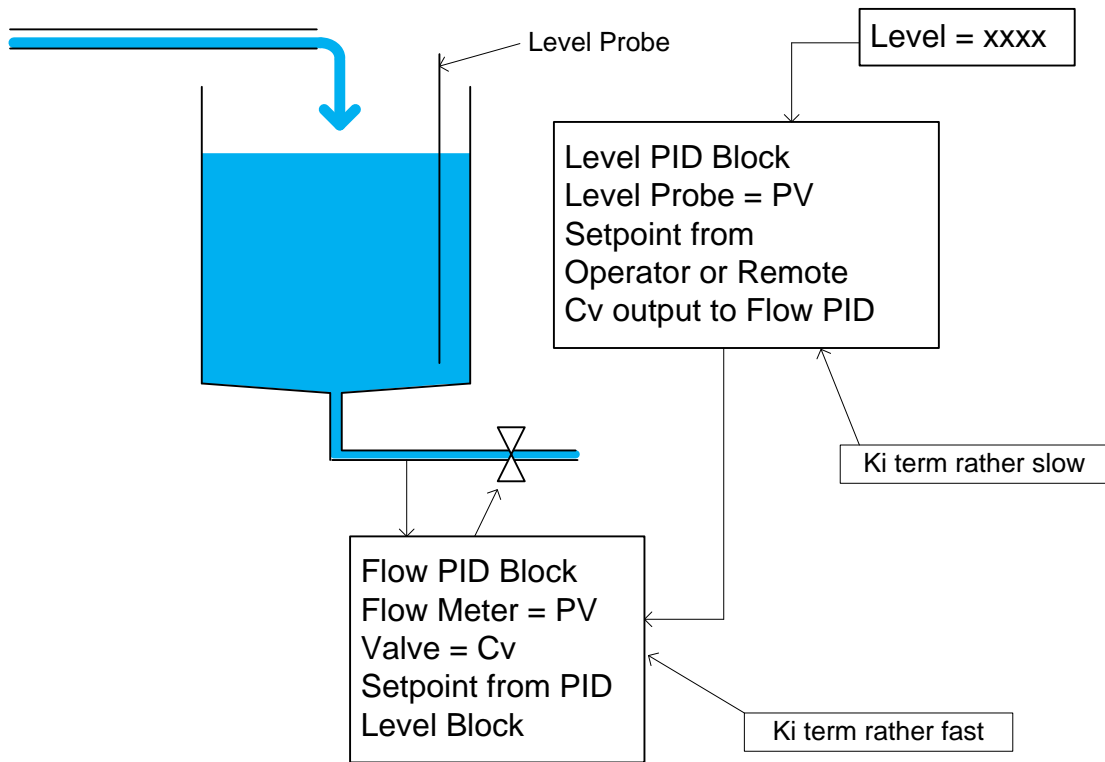 Level Probe
Level = xxxx
Level PID Block
Level Probe = PV
Setpoint from
Operator or Remote
Cv output to Flow PID
Ki term rather slow
Flow PID Block
Flow Meter = PV
Valve = Cv
Setpoint from PID
Level Block
Ki term rather fast